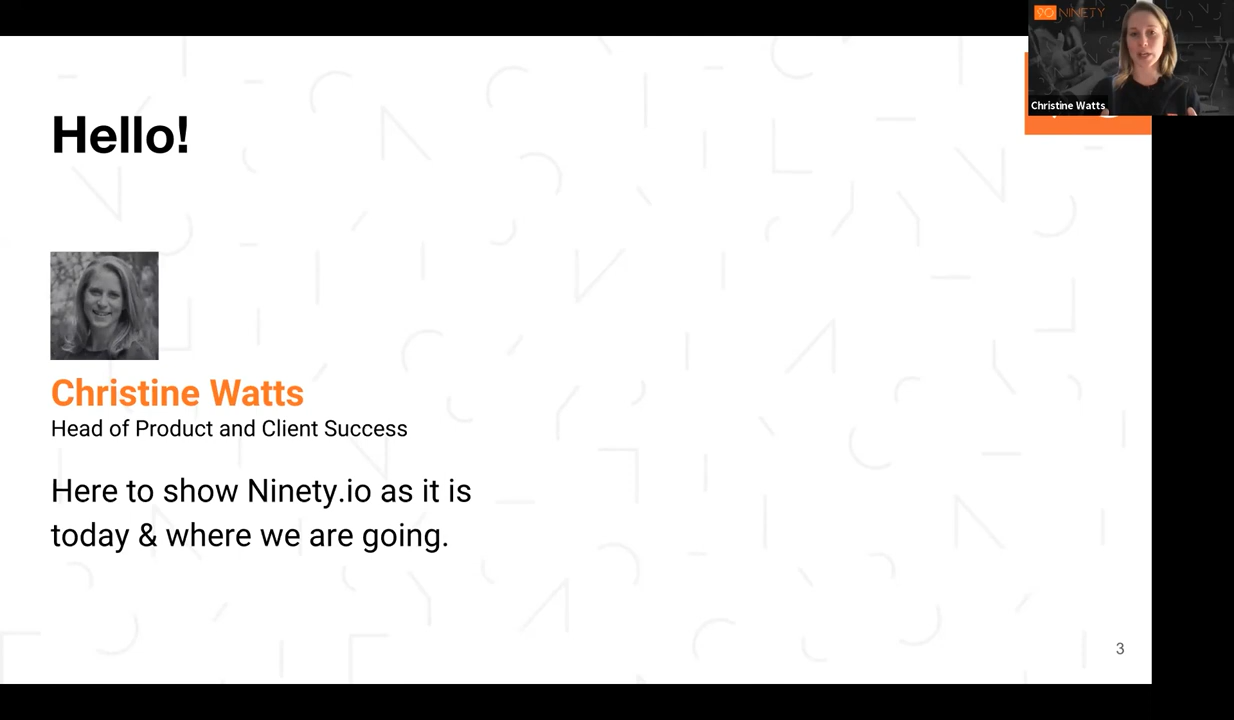 90 NINETY
Christine Watts
Hello!
Christine Watts
Head of Product and Client Success
Here to show Ninety.io as it is
today & where we are going.
3